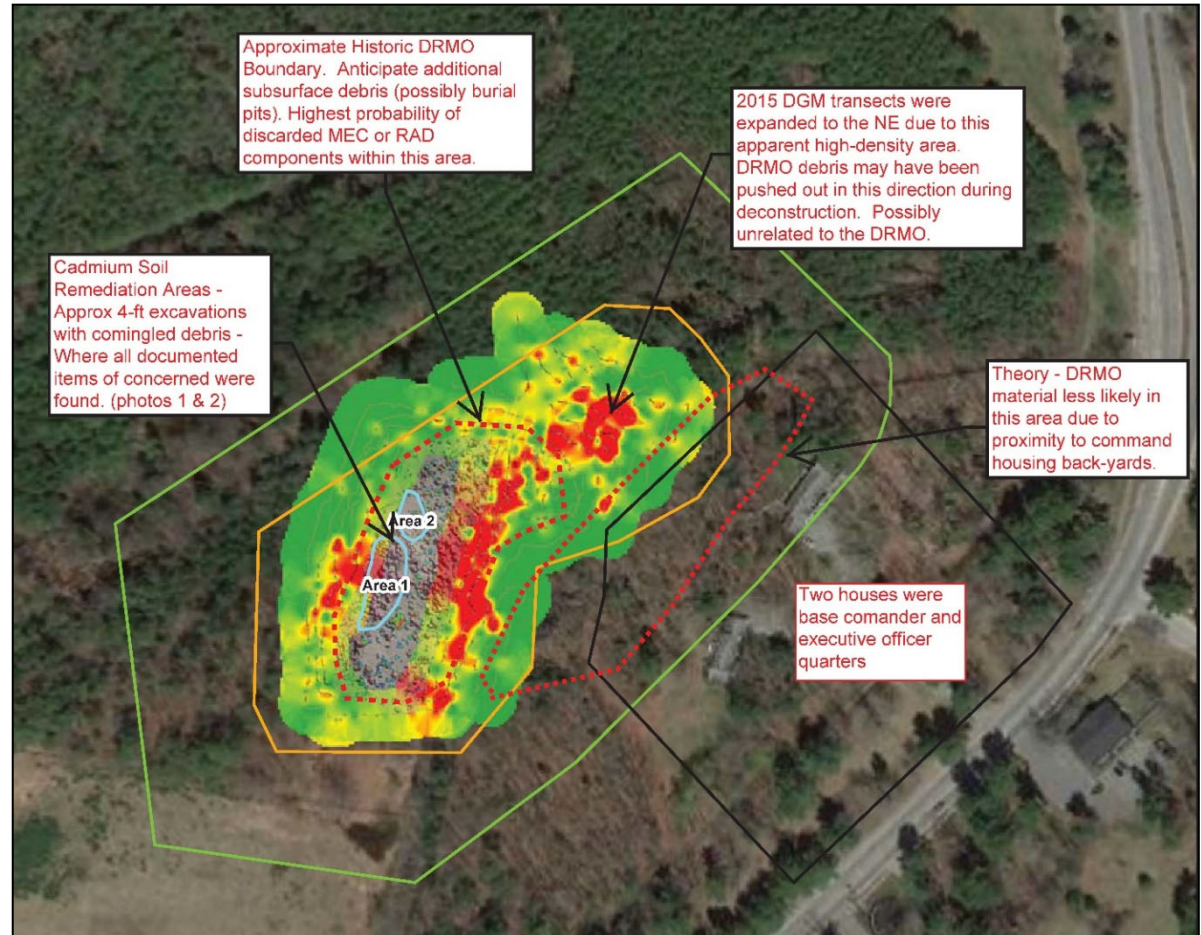 Approximate Historic DRMO
Boundary.  Anticipate additional
subsurface debris (possibly burial
pits). Highest probability of
discarded MEC or RAD
components within this area.
2015 DGM transects were
expanded to the NE due to this
apparent high-density area.
DRMO debris may have been
pushed out in this direction during
deconstruction.  Possibly
unrelated to the DRMO.
Cadmium Soil
Remediation Areas -
Approx 4-ft excavations
with comingled debris -
Where all documented
items of concerned were
found. (photos 1 & 2)
Theory - DRMO
material less likely in
this area due to
proximity to command
housing back-yards.
Area 2
Area 1
Two houses were
base comander and
executive officer
quarters